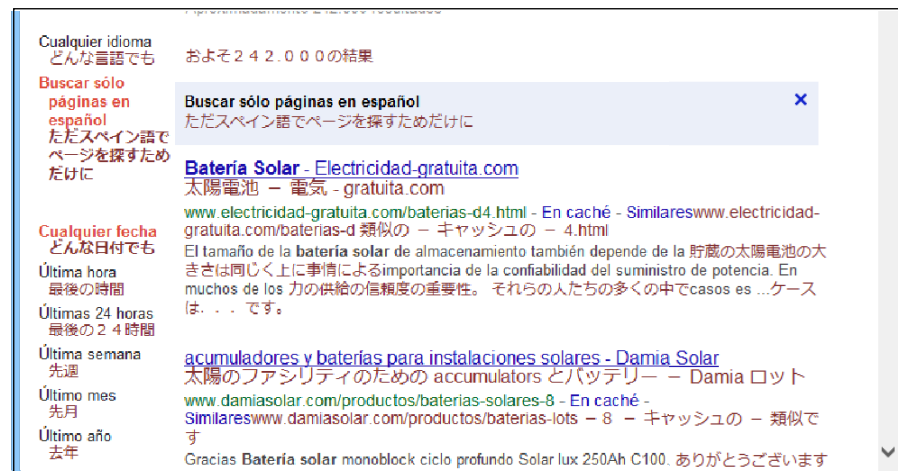 Aproximadamente 242.000 resultados
Cualquier idioma
どんな言語でも
およそ２４２.０００の結果
Buscar sólo
páginas en
español
ただスペイン語で
ページを探すため
だけに
Buscar sólo páginas en español
ただスペイン語でページを探すためだけに
Batería Solar - Electricidad-gratuita.com
太陽電池 － 電気 - gratuita.com
www.electricidad-gratuita.com/baterias-d4.html - En caché - Similareswww.electricidad-
gratuita.com/baterias-d 類似の － キャッシュの － 4.html
El tamaño de la batería solar de almacenamiento también depende de la 貯蔵の太陽電池の大
きさは同じく上に事情によるimportancia de la confiabilidad del suministro de potencia. En
muchos de los 力の供給の信頼度の重要性。 それらの人たちの多くの中でcasos es ...ケース
は．．．です。
Cualquier fecha
どんな日付でも
Última hora
最後の時間
Últimas 24 horas
最後の２４時間
Última semana
先週
Último mes
先月
Último año
去年
acumuladores y baterías para instalaciones solares - Damia Solar
太陽のファシリティのための accumulators とバッテリー － Damia ロット
www.damiasolar.com/productos/baterias-solares-8 - En caché -
Similareswww.damiasolar.com/productos/baterias-lots － 8 － キャッシュの － 類似で
す
Gracias Batería solar monoblock ciclo profundo Solar lux 250Ah C100. ありがとうございます